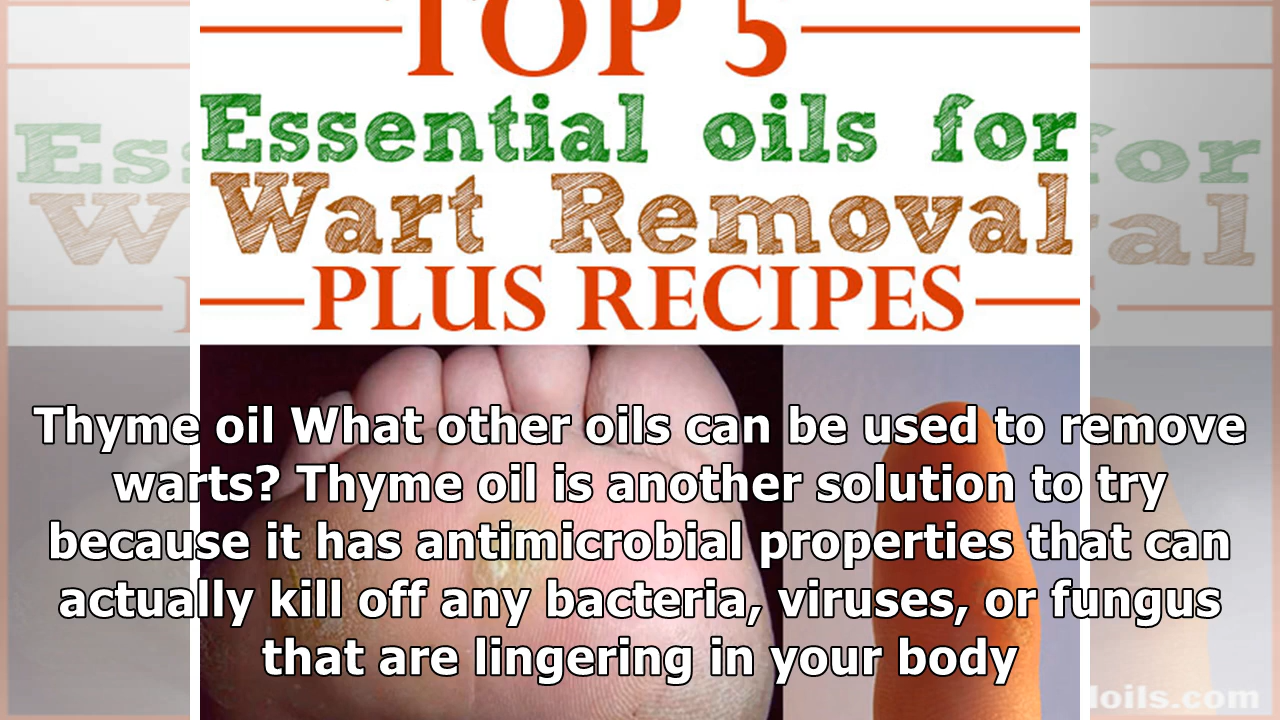 TOP 5
Essential oils for
Wart Removal
PLUS RECIPES
Thyme oil What other oils can be used to remove
warts? Thyme oil is another solution to try
because it has antimicrobial properties that can
actually kill off any bacteria, viruses, or fungus
that are lingering in your body
loils.com